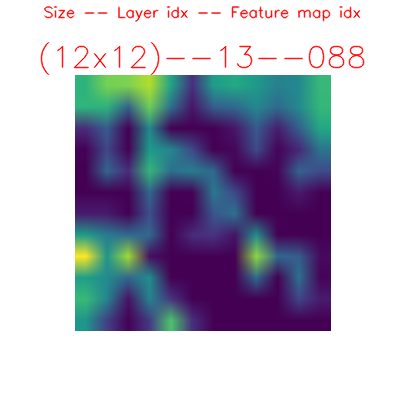 Size -- Layer idx -- Feature map idx
(12x12)--13--088